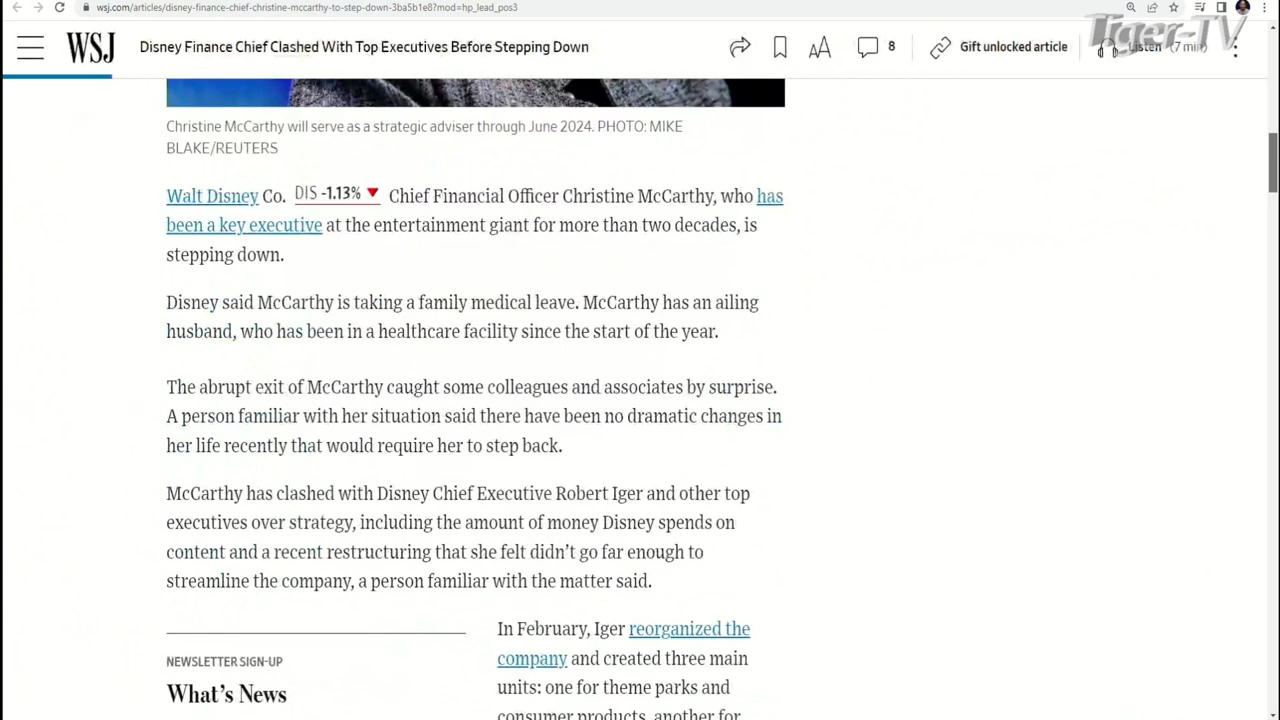 wsj.com/articles/disney-finance-chief-christine-mccarthy-to-step-down-3ba5b1e8?mod=hp_lead_pos3
Tiger-TV
WSJ
Disney Finance Chief Clashed With Top Executives Before Stepping Down
8
Gift unlocked article
Listen (7 min)
Christine McCarthy will serve as a strategic adviser through June 2024. PHOTO: MIKE
BLAKE/REUTERS
Walt Disney Co. DIS -1.13% Chief Financial Officer Christine McCarthy, who has
been a key executive at the entertainment giant for more than two decades, is
stepping down.
Disney said McCarthy is taking a family medical leave. McCarthy has an ailing
husband, who has been in a healthcare facility since the start of the year.
The abrupt exit of McCarthy caught some colleagues and associates by surprise.
A person familiar with her situation said there have been no dramatic changes in
her life recently that would require her to step back.
McCarthy has clashed with Disney Chief Executive Robert Iger and other top
executives over strategy, including the amount of money Disney spends on
content and a recent restructuring that she felt didn't go far enough to
streamline the company, a person familiar with the matter said.
In February, Iger reorganized the
company and created three main
units: one for theme parks and
consumer products, another for
NEWSLETTER SIGN-UP
What's News